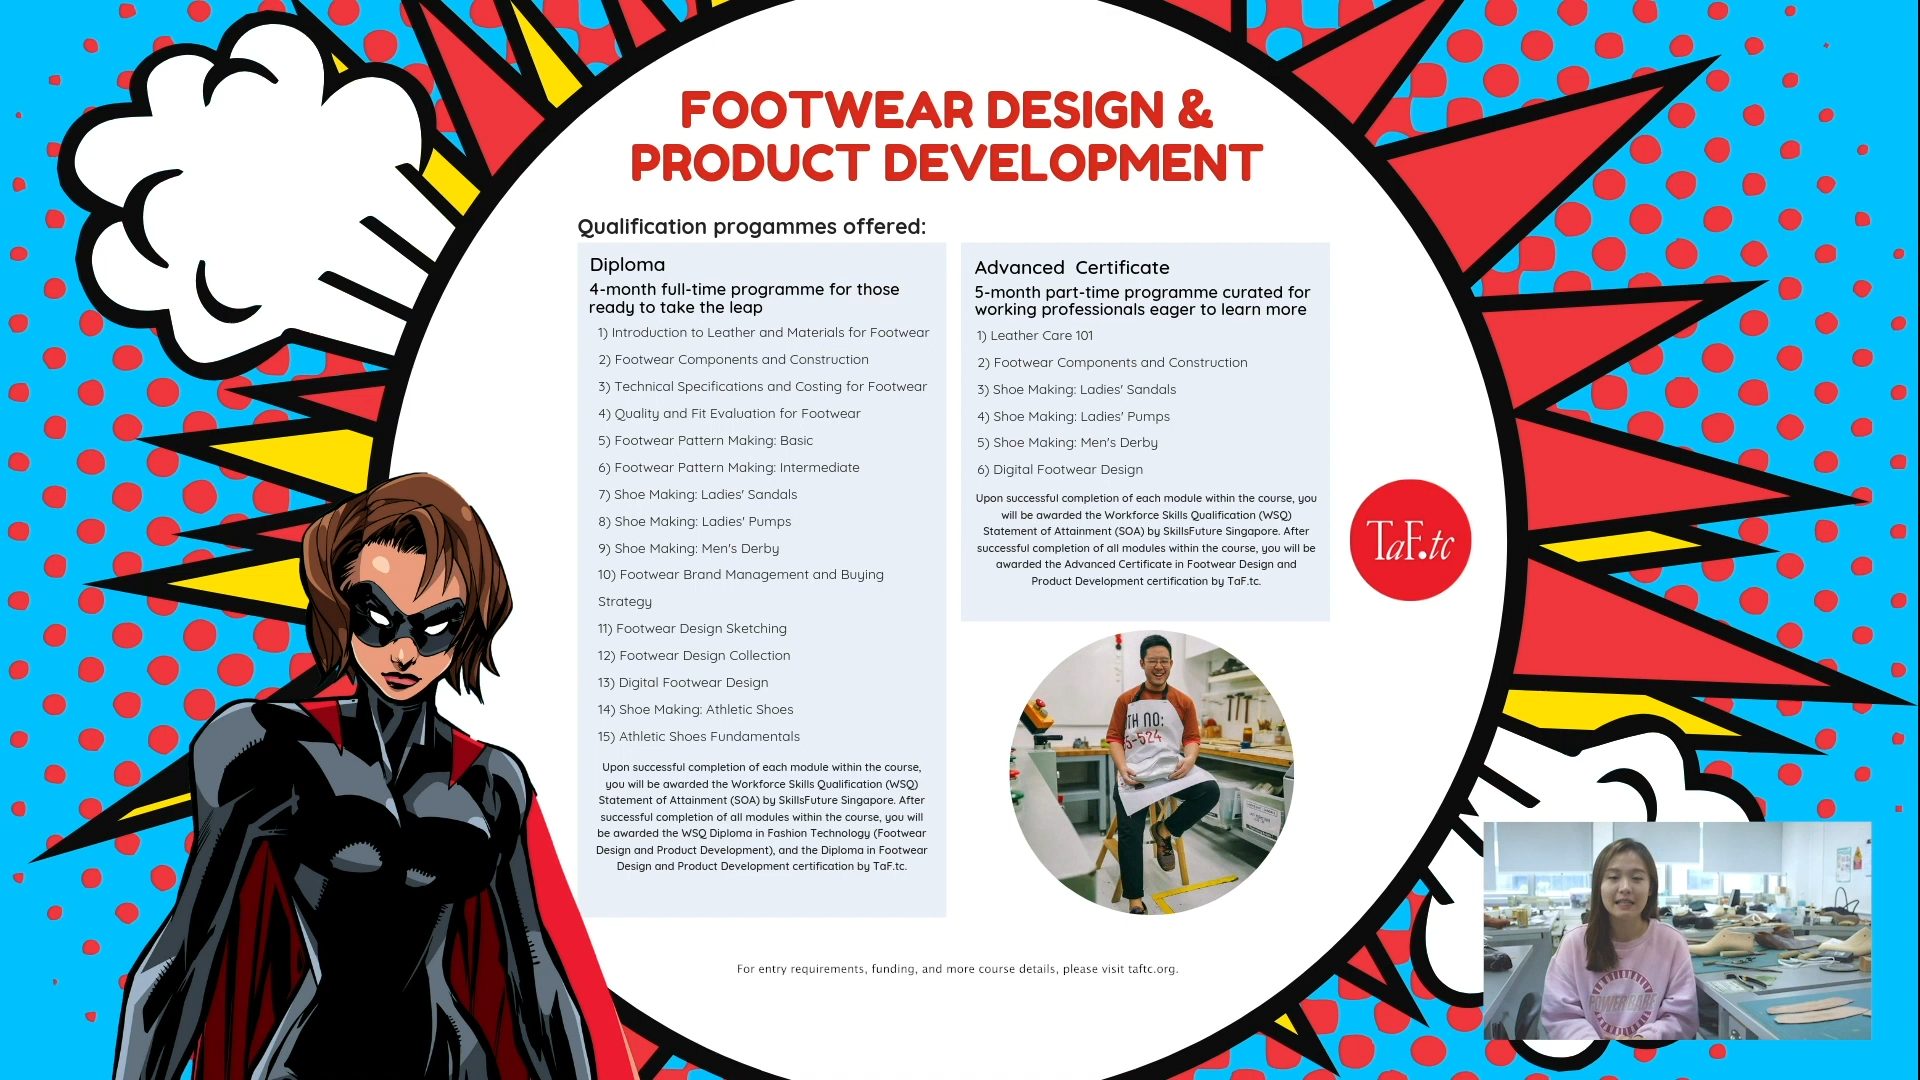 FOOTWEAR DESIGN &
PRODUCT DEVELOPMENT
Qualification progammes offered:
Diploma
4-month full-time programme for those
ready to take the leap
1) Introduction to Leather and Materials for Footwear
2) Footwear Components and Construction
3) Technical Specifications and Costing for Footwear
4) Quality and Fit Evaluation for Footwear
5) Footwear Pattern Making: Basic
6) Footwear Pattern Making: Intermediate
7) Shoe Making: Ladies' Sandals
8) Shoe Making: Ladies' Pumps
9) Shoe Making: Men's Derby
10) Footwear Brand Management and Buying
Strategy
11) Footwear Design Sketching
12) Footwear Design Collection
13) Digital Footwear Design
14) Shoe Making: Athletic Shoes
15) Athletic Shoes Fundamentals
Upon successful completion of each module within the course,
you will be awarded the Workforce Skills Qualification (WSQ)
Statement of Attainment (SOA) by SkillsFuture Singapore. After
successful completion of all modules within the course, you will
be awarded the WSQ Diploma in Fashion Technology (Footwear
Design and Product Development), and the Diploma in Footwear
Design and Product Development certification by TaF.tc.
Advanced Certificate
5-month part-time programme curated for
working professionals eager to learn more
1) Leather Care 101
2) Footwear Components and Construction
3) Shoe Making: Ladies' Sandals
4) Shoe Making: Ladies' Pumps
5) Shoe Making: Men's Derby
6) Digital Footwear Design
Upon successful completion of each module within the course, you
will be awarded the Workforce Skills Qualification (WSQ)
Statement of Attainment (SOA) by SkillsFuture Singapore. After
successful completion of all modules within the course, you will be
awarded the Advanced Certificate in Footwear Design and
Product Development certification by TaF.tc.
TaF.tc
TH NO:
5-524
POWER BABE
For entry requirements, funding, and more course details, please visit taftc.org.